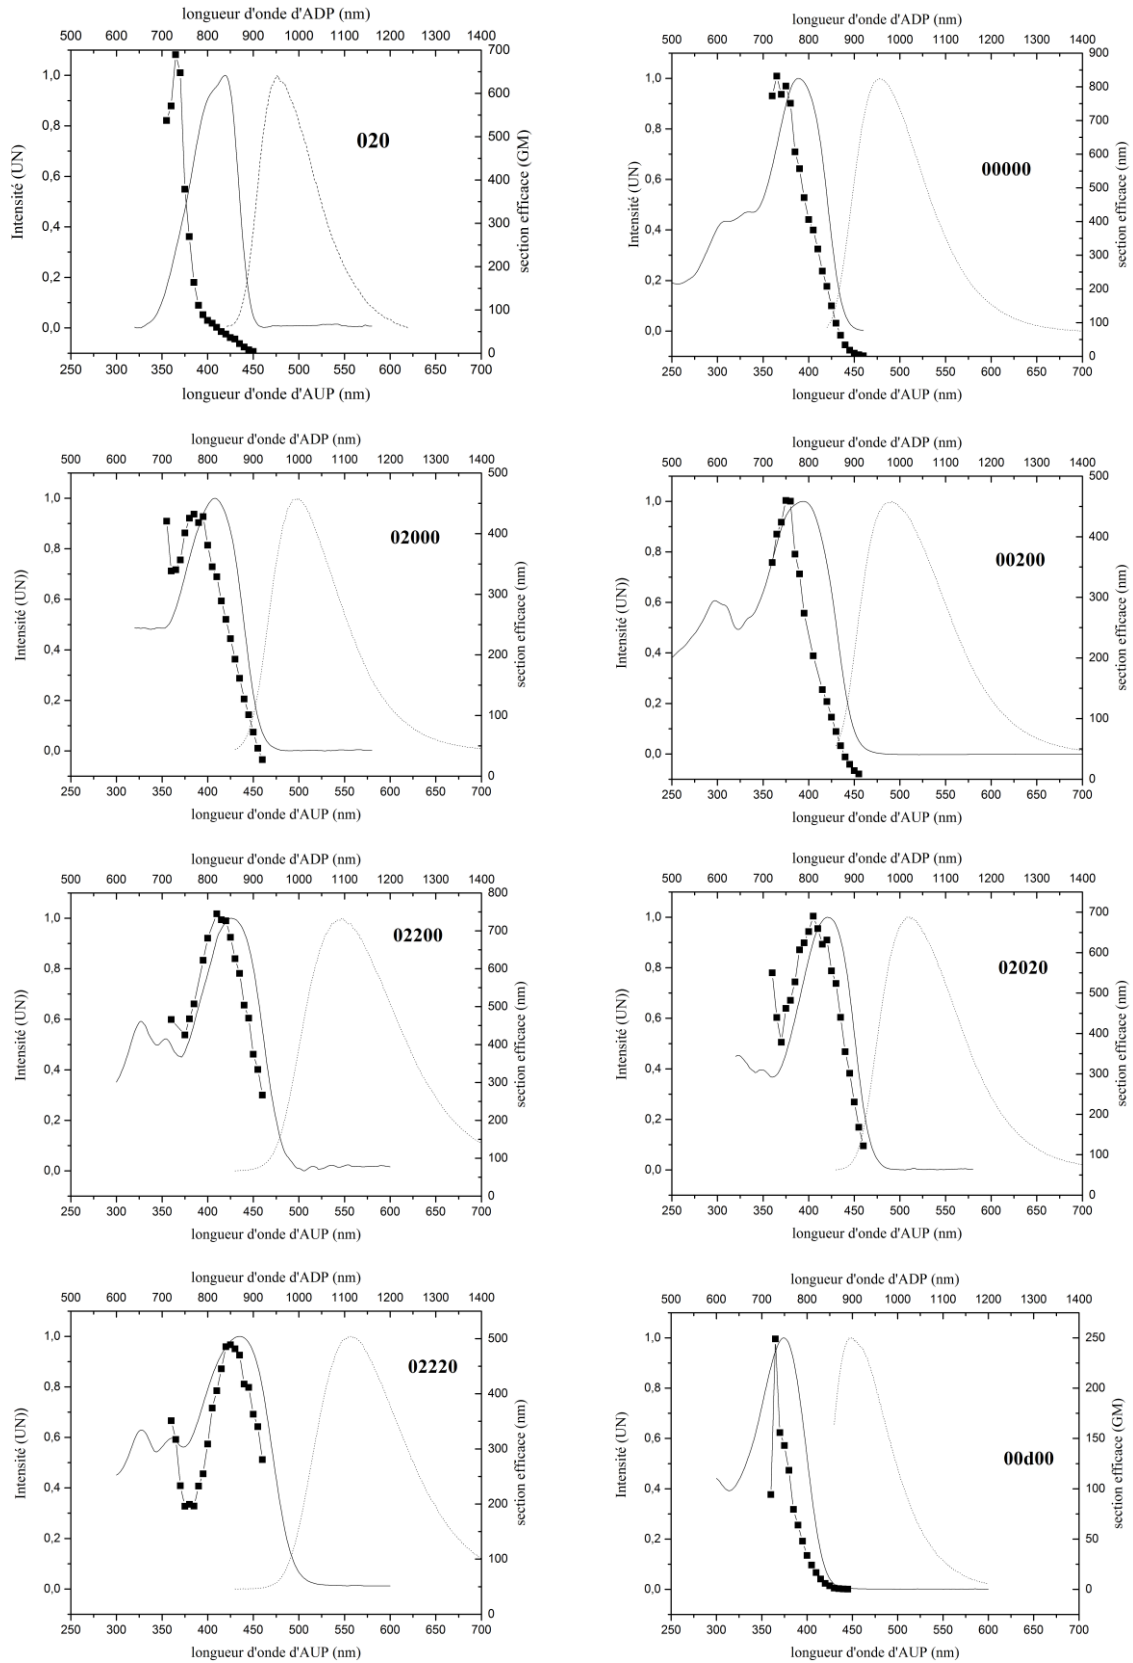 longueur d'onde d'ADP (nm)
500 600 700 800 900 1000 1100 1200 1300 1400
Intensité (UN)
1,0
0,8
0,6
0,4
0,2
0,0
020
700
600
500
400
300
200
100
0
section efficace (GM)
250 300 350 400 450 500 550 600 650 700
longueur d'onde d'AUP (nm)
longueur d'onde d'ADP (nm)
500 600 700 800 900 1000 1100 1200 1300 1400
Intensité (UN)
1,0
0,8
0,6
0,4
0,2
0,0
00000
900
800
700
600
500
400
300
200
100
0
section efficace (nm)
250 300 350 400 450 500 550 600 650 700
longueur d'onde d'AUP (nm)
longueur d'onde d'ADP (nm)
500 600 700 800 900 1000 1100 1200 1300 1400
Intensité (UN))
1,0
0,8
0,6
0,4
0,2
0,0
02000
500
400
300
200
100
0
section efficace (nm)
250 300 350 400 450 500 550 600 650 700
longueur d'onde d'AUP (nm)
longueur d'onde d'ADP (nm)
500 600 700 800 900 1000 1100 1200 1300 1400
Intensité (UN))
1,0
0,8
0,6
0,4
0,2
0,0
00200
500
400
300
200
100
0
section efficace (nm)
250 300 350 400 450 500 550 600 650 700
longueur d'onde d'AUP (nm)
longueur d'onde d'ADP (nm)
500 600 700 800 900 1000 1100 1200 1300 1400
Intensité (UN))
1,0
0,8
0,6
0,4
0,2
0,0
02200
800
700
600
500
400
300
200
100
0
section efficace (nm)
250 300 350 400 450 500 550 600 650 700
longueur d'onde d'AUP (nm)
longueur d'onde d'ADP (nm)
500 600 700 800 900 1000 1100 1200 1300 1400
Intensité (UN))
1,0
0,8
0,6
0,4
0,2
0,0
02020
700
600
500
400
300
200
100
0
section efficace (nm)
250 300 350 400 450 500 550 600 650 700
longueur d'onde d'AUP (nm)
longueur d'onde d'ADP (nm)
500 600 700 800 900 1000 1100 1200 1300 1400
Intensité (UN))
1,0
0,8
0,6
0,4
0,2
0,0
02220
500
400
300
200
100
0
section efficace (nm)
250 300 350 400 450 500 550 600 650 700
longueur d'onde d'AUP (nm)
longueur d'onde d'ADP (nm)
500 600 700 800 900 1000 1100 1200 1300 1400
Intensité (UN)
1,0
0,8
0,6
0,4
0,2
0,0
00d00
250
200
150
100
50
0
section efficace (GM)
250 300 350 400 450 500 550 600 650 700
longueur d'onde d'AUP (nm)